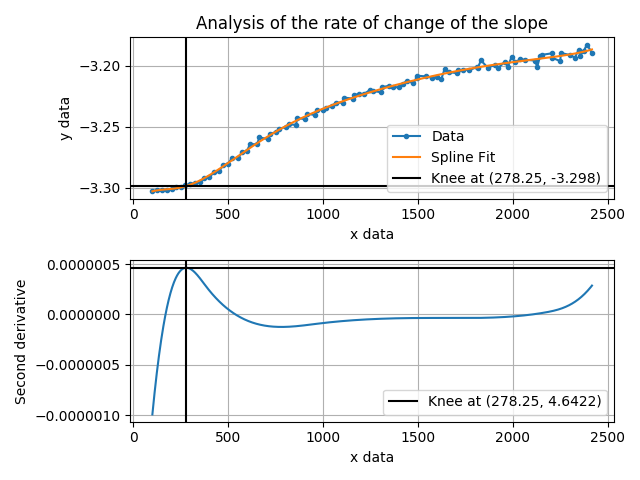 Analysis of the rate of change of the slope
−3.20
−3.25
−3.30
y data
Data
Spline Fit
Knee at (278.25, -3.298)
0 500 1000 1500 2000 2500
x data
0.0000005
0.0000000
−0.0000005
−0.0000010
Second derivative
Knee at (278.25, 4.6422)
0 500 1000 1500 2000 2500
x data